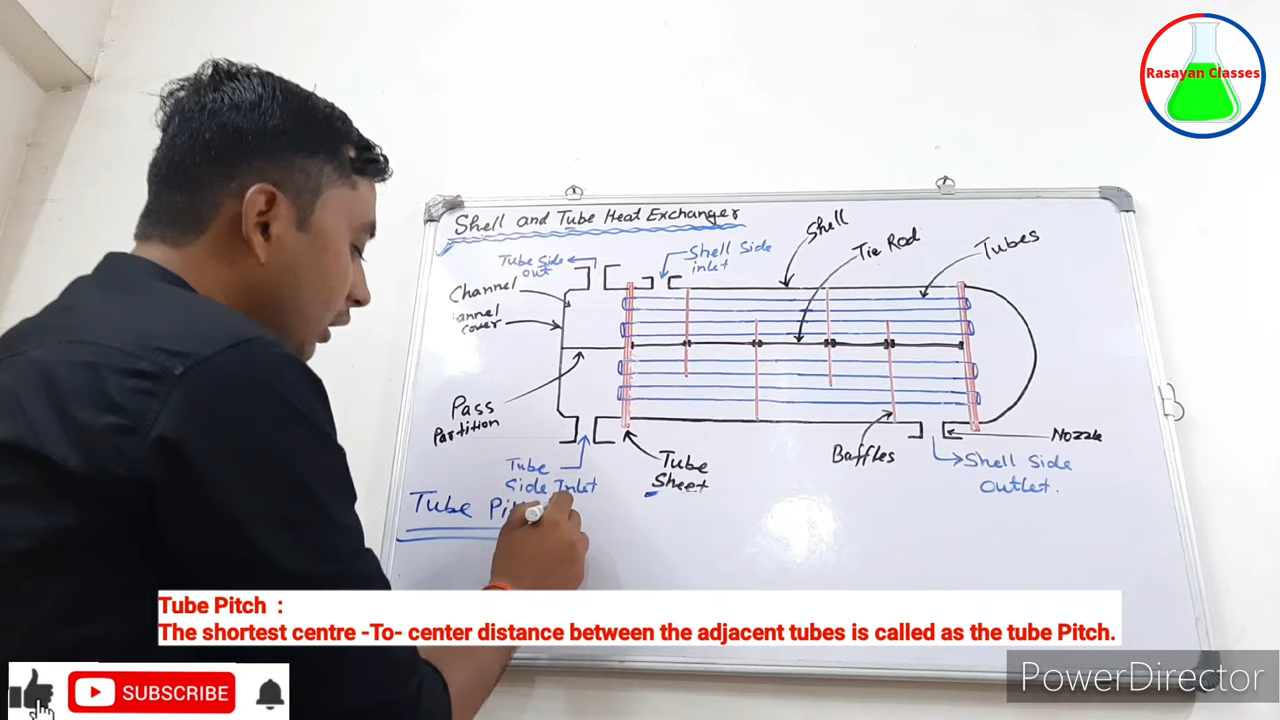 Rasayan Classes
Shell and Tube Heat Exchanger
Tube Side
out
Shell Side
inlet
Shell
Tie Rod
Tubes
Channel
annel
cover
Pass
Partition
Tube
Side Inlet
Tube
Sheet
Baffles
Nozzle
Shell Side
Outlet.
Tube Pit
Tube Pitch :
The shortest centre -To- center distance between the adjacent tubes is called as the tube Pitch.
SUBSCRIBE
PowerDirector